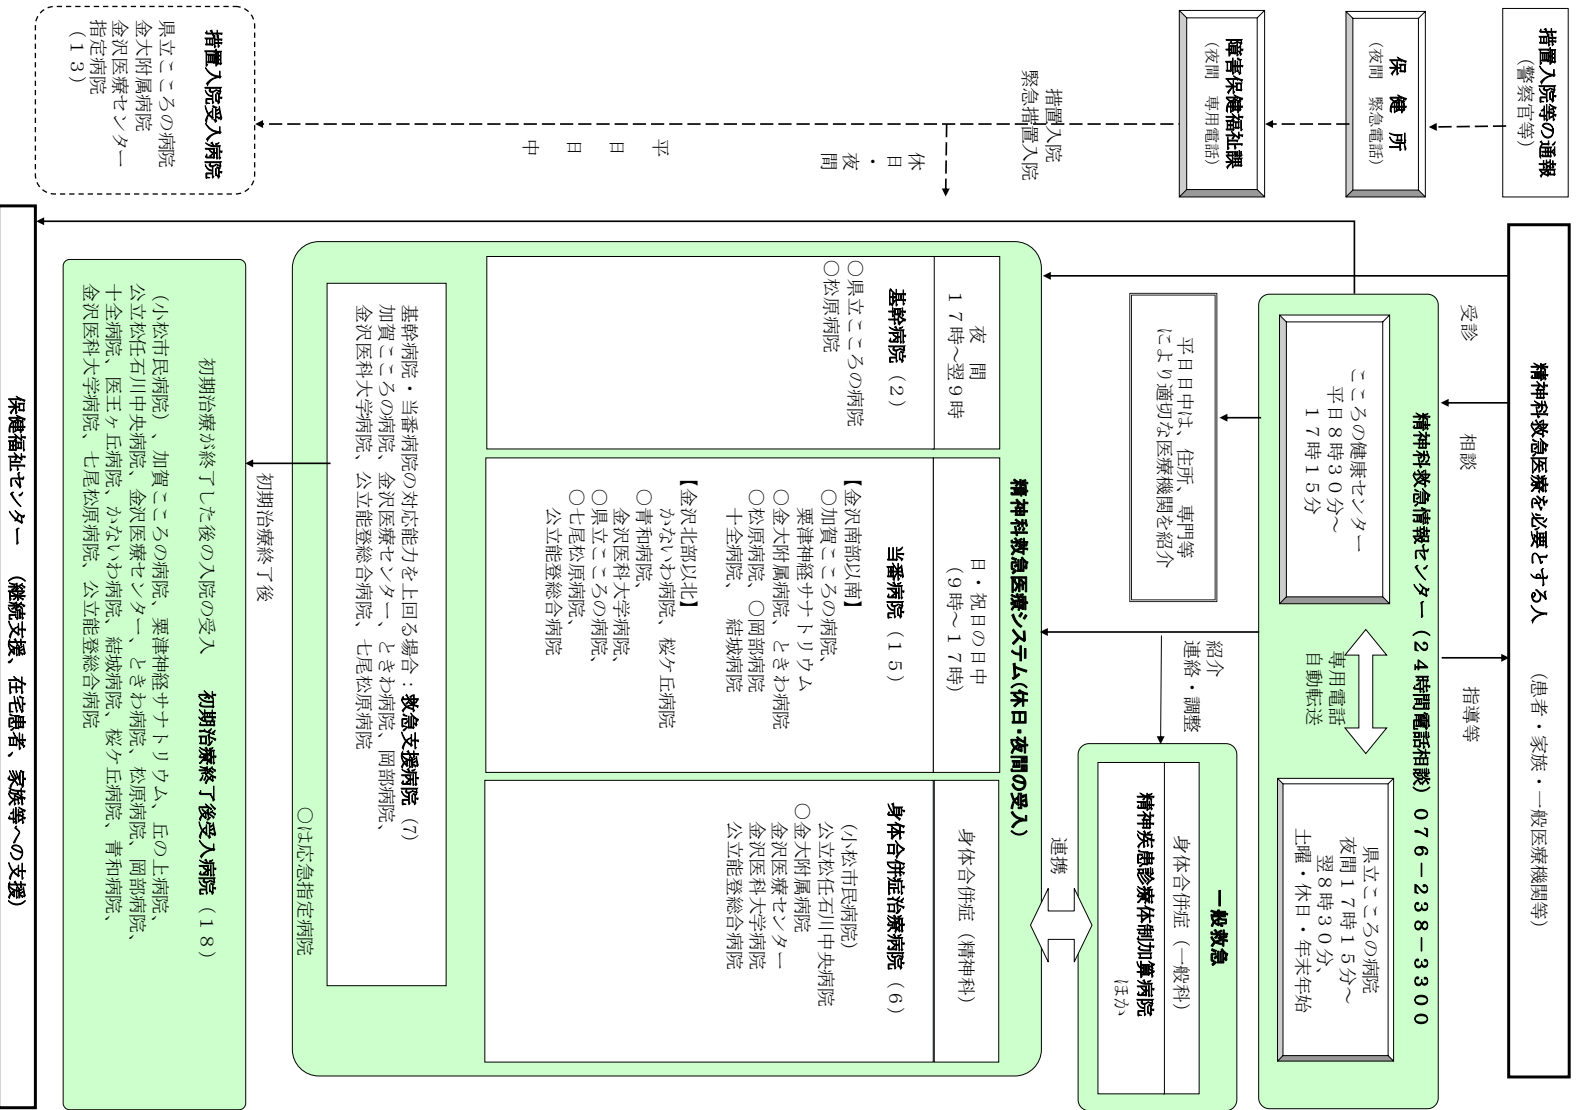 精神科救急医療を必要とする人　（患者・家族・一般医療機関等）
受診
相談
指導等
精神科救急情報センター（２４時間電話相談）０７６－２３８－３３００
こころの健康センター
平日８時３０分～
１７時１５分
専用電話
自動転送
県立こころの病院
夜間１７時１５分～
翌８時３０分、
土曜・休日・年末年始
平日日中は、住所、専門等
により適切な医療機関を紹介
紹介
連絡・調整
一般救急
身体合併症（一般科）
精神疾患診療体制加算病院
ほか
連携
精神科救急医療システム(休日・夜間の受入)
夜　間
１７時～翌９時
基幹病院（２）
○県立こころの病院
○松原病院
日・祝日の日中
（９時～１７時）
当番病院（１５）
【金沢南部以南】
○加賀こころの病院、
粟津神経サナトリウム
○金大附属病院、ときわ病院
○松原病院、○岡部病院
十全病院、　結城病院
【金沢北部以北】
かないわ病院、桜ケ丘病院
○青和病院、
金沢医科大学病院、
○県立こころの病院、
○七尾松原病院、
公立能登総合病院
身体合併症（精神科）
身体合併症治療病院（６）
（小松市民病院）
公立松任石川中央病院
○金大附属病院
金沢医療センター
金沢医科大学病院
公立能登総合病院
基幹病院・当番病院の対応能力を上回る場合：救急支援病院（7）
加賀こころの病院、金沢医療センター、ときわ病院、岡部病院、
金沢医科大学病院、公立能登総合病院、七尾松原病院
○は応急指定病院
初期治療終了後
初期治療が終了した後の入院の受入　初期治療終了後受入病院（１８）
（小松市民病院）、加賀こころの病院、粟津神経サナトリウム、丘の上病院、
公立松任石川中央病院、金沢医療センター、ときわ病院、松原病院、岡部病院、
十全病院、医王ヶ丘病院、かないわ病院、結城病院、桜ケ丘病院、青和病院、
金沢医科大学病院、七尾松原病院、公立能登総合病院
保健福祉センター　（継続支援、在宅患者、家族等への支援）
措置入院等の通報
（警察官等）
保　健　所
（夜間　緊急電話）
障害保健福祉課
（夜間　専用電話）
措置入院
緊急措置入院
休日・夜間
平日日中
措置入院受入病院
県立こころの病院
金大附属病院
金沢医療センター
指定病院
（１３）